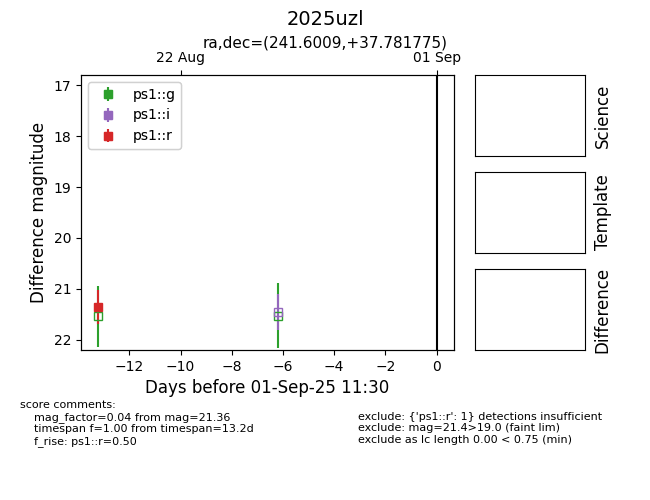 2025uzl
ra,dec=(241.6009,+37.781775)
22 Aug
01 Sep
ps1::g
ps1::i
ps1::r
17
18
19
20
21
22
Difference magnitude
−12
−10
−8
−6
−4
−2
0
Days before 01-Sep-25 11:30
Science
Template
Difference
score comments:
mag_factor=0.04 from mag=21.36
timespan f=1.00 from timespan=13.2d
f_rise: ps1::r=0.50
exclude: {'ps1::r': 1} detections insufficient
exclude: mag=21.4>19.0 (faint lim)
exclude as lc length 0.00 < 0.75 (min)